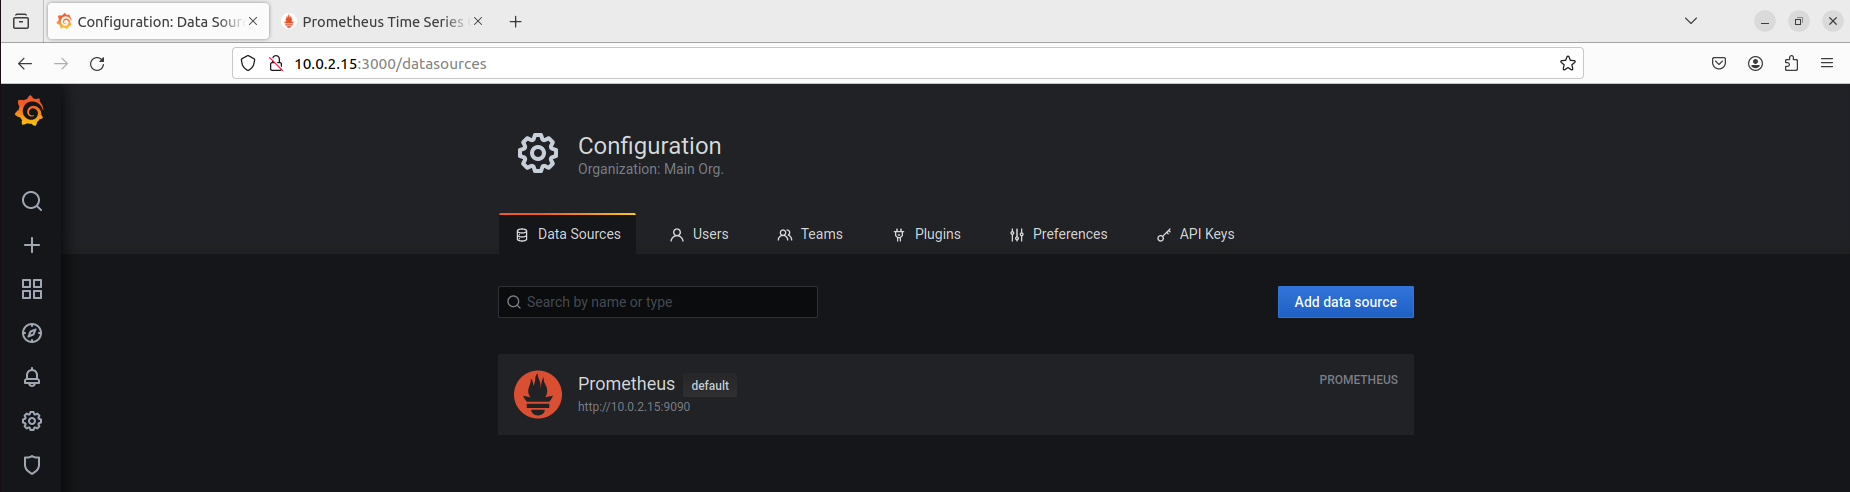 Configuration: Data Sour
Prometheus Time Series
10.0.2.15:3000/datasources
Configuration
Organization: Main Org.
Data Sources
Users
Teams
Plugins
Preferences
API Keys
Search by name or type
Add data source
Prometheus default
PROMETHEUS
http://10.0.2.15:9090